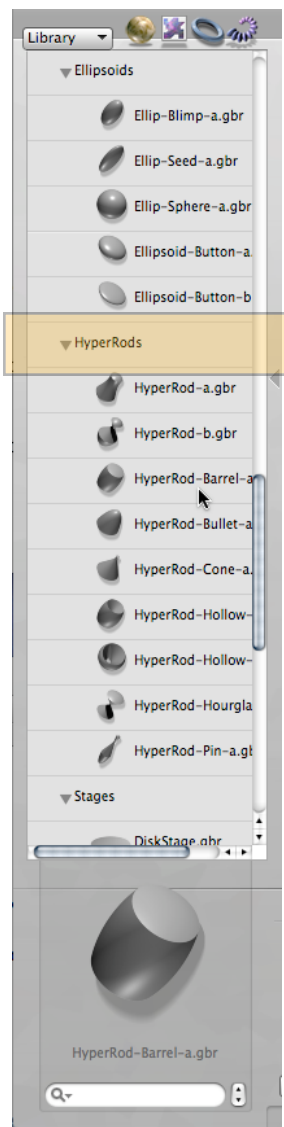 Library
Ellipsoids
Ellip-Blimp-a.gbr
Ellip-Seed-a.gbr
Ellip-Sphere-a.gbr
Ellipsoid-Button-a.
Ellipsoid-Button-b
HyperRods
HyperRod-a.gbr
HyperRod-b.gbr
HyperRod-Barrel-a
HyperRod-Bullet-a
HyperRod-Cone-a.
HyperRod-Hollow-
HyperRod-Hollow-
HyperRod-Hourgla
HyperRod-Pin-a.gb
Stages
DiskStage.gbr
HyperRod-Barrel-a.gbr